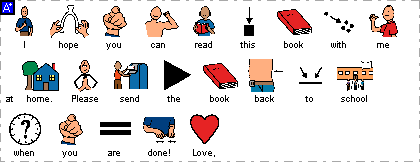 I hope you can read this book with me
at home. Please send the book back to school
when you are done! Love,